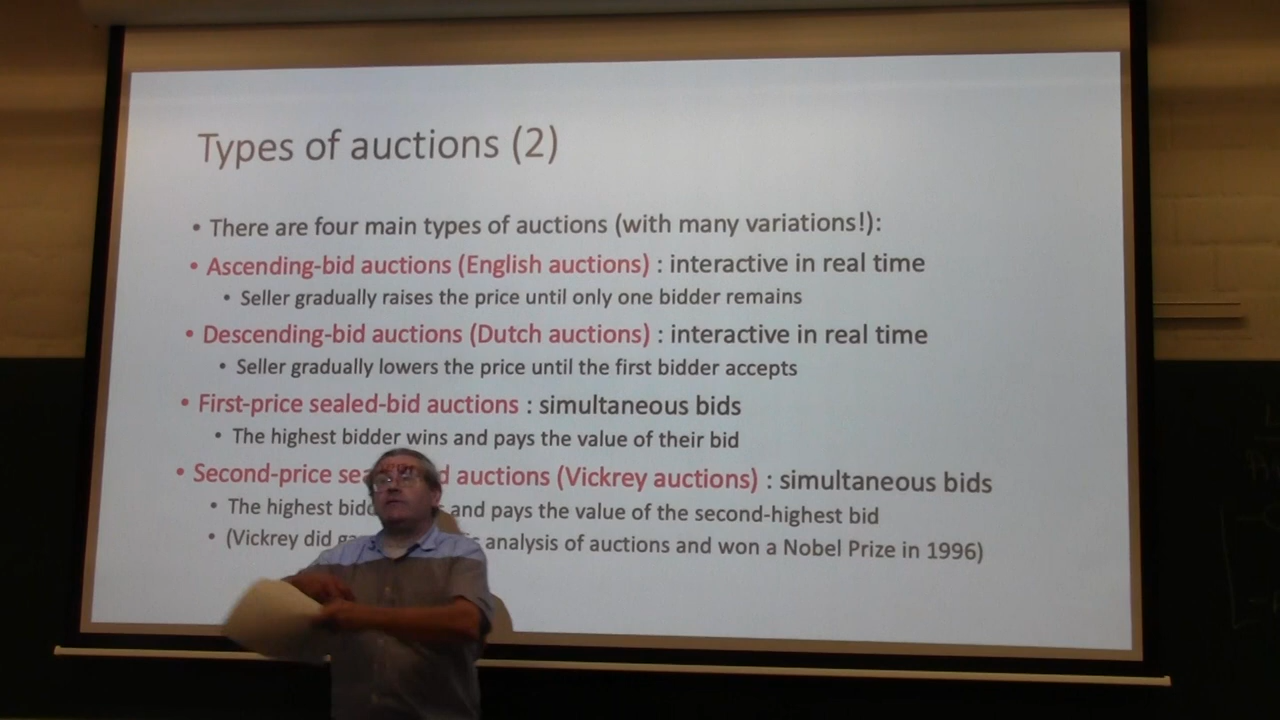 Types of auctions (2)
• There are four main types of auctions (with many variations!):
• Ascending-bid auctions (English auctions) : interactive in real time
• Seller gradually raises the price until only one bidder remains
• Descending-bid auctions (Dutch auctions) : interactive in real time
• Seller gradually lowers the price until the first bidder accepts
• First-price sealed-bid auctions : simultaneous bids
• The highest bidder wins and pays the value of their bid
• Second-price auctions (Vickrey auctions) : simultaneous bids
• The highest and pays the value of the second-highest bid
• (Vickrey did analysis of auctions and won a Nobel Prize in 1996)